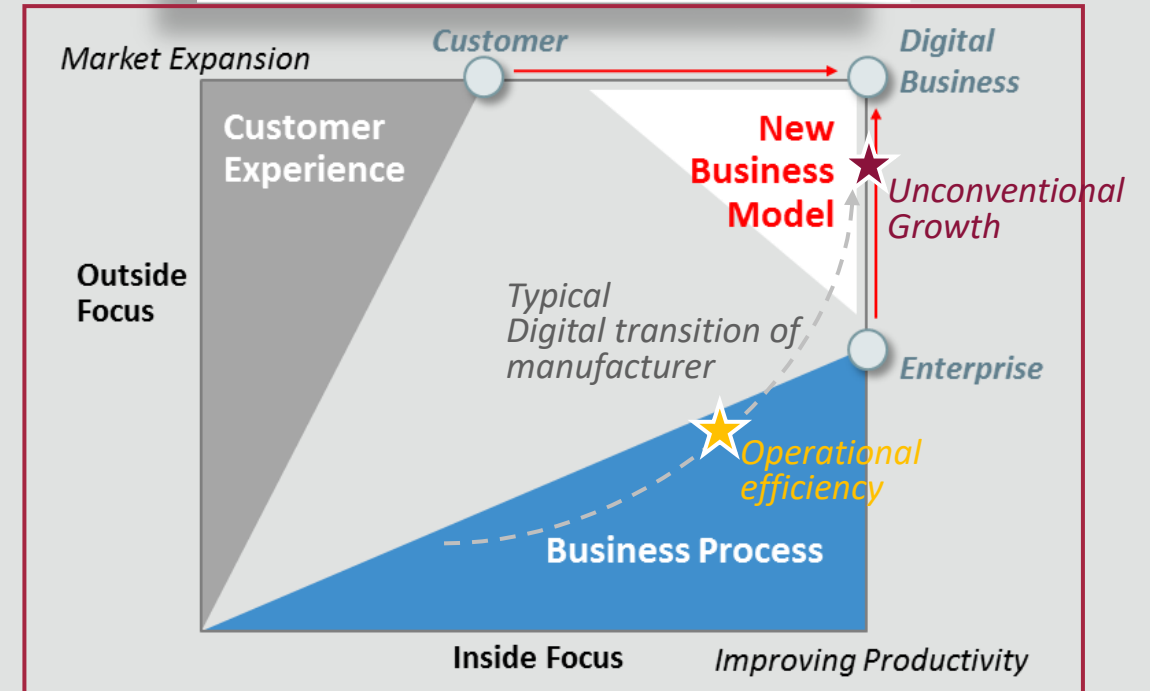 Market Expansion
Customer
Digital
Business
Customer
Experience
New
Business
Model
Unconventional
Growth
Outside
Focus
Typical
Digital transition of
manufacturer
Enterprise
Operational
efficiency
Business Process
Inside Focus
Improving Productivity